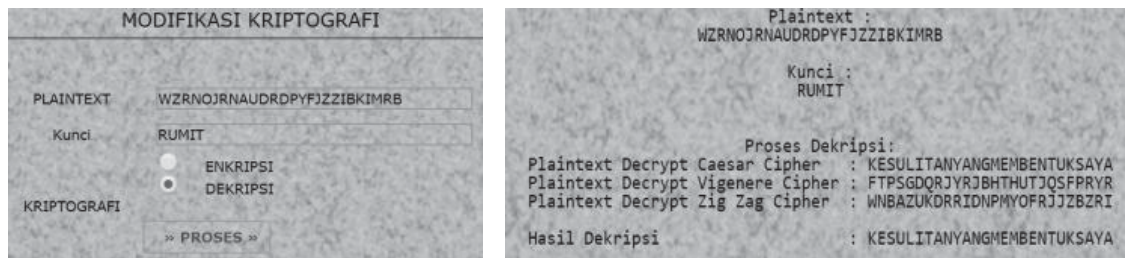 MODIFIKASI KRIPTOGRAFI
PLAINTEXT WZRNOJRNAUDRDPYFJZZIBKIMRB
Kunci RUMIT
ENKRIPSI
DEKRIPSI
KRIPTOGRAFI
» PROSES »
Plaintext :
WZRNOJRNAUDRDPYFJZZIBKIMRB
Kunci :
RUMIT
Proses Dekripsi:
Plaintext Decrypt Caesar Cipher : KESULITANYANGMEMBENTUKSAYA
Plaintext Decrypt Vigenere Cipher : FTPSGDQRJYRJBHTHUTJQSFPRYR
Plaintext Decrypt Zig Zag Cipher : WNBAZUKDRRIDNPMYOFRJJZBZRI
Hasil Dekripsi : KESULITANYANGMEMBENTUKSAYA